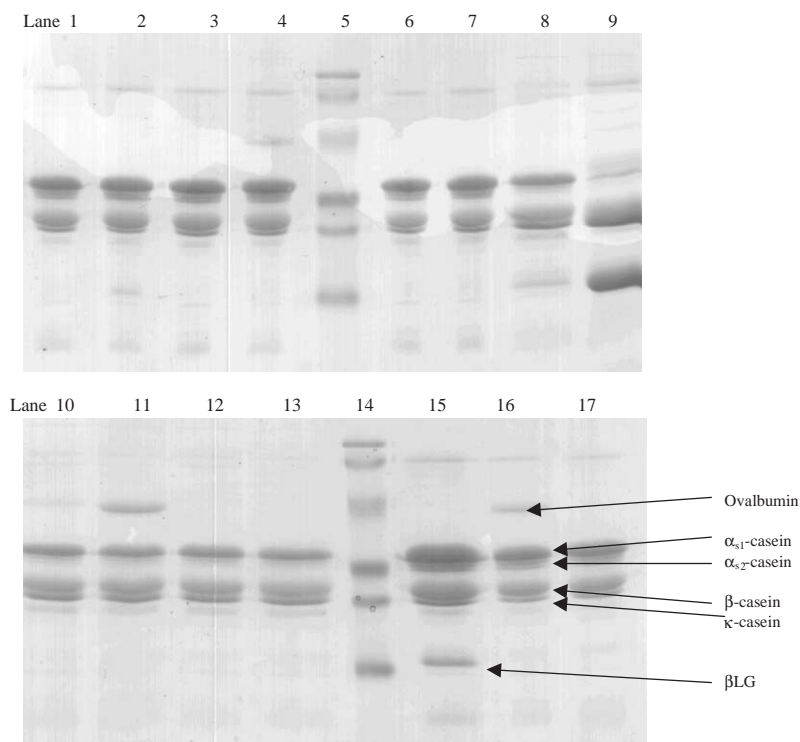 Lane 1 2 3 4 5 6 7 8 9
Lane 10 11 12 13 14 15 16 17
Ovalbumin
αs1-casein
αs2-casein
β-casein
κ-casein
βLG